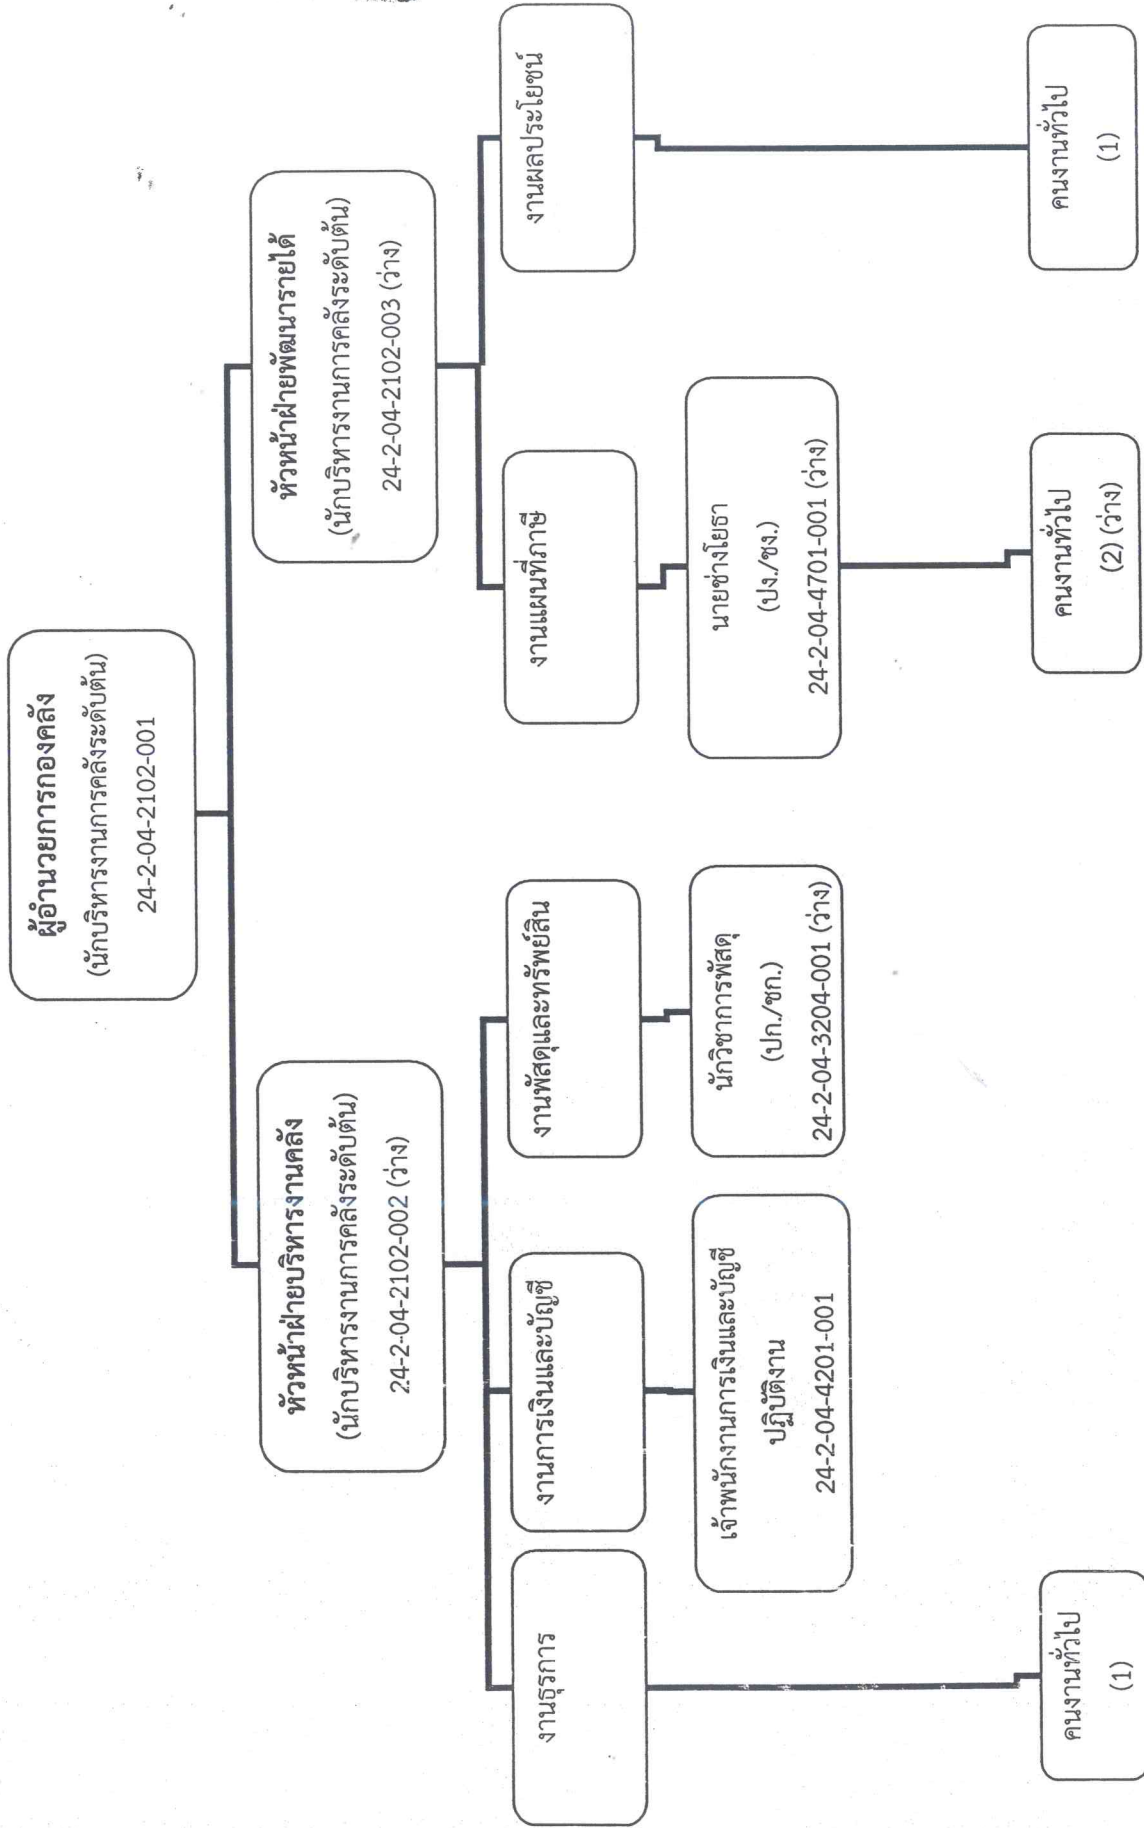 ผู้อำนวยการกองคลัง
(นักบริหารงานการคลังระดับต้น)
24-2-04-2102-001
หัวหน้าฝ่ายบริหารงานคลัง
(นักบริหารงานการคลังระดับต้น)
24-2-04-2102-002 (ว่าง)
หัวหน้าฝ่ายพัฒนารายได้
(นักบริหารงานการคลังระดับต้น)
24-2-04-2102-003 (ว่าง)
งานธุรการ
งานการเงินและบัญชี
งานพัสดุและทรัพย์สิน
งานแผนที่ภาษี
งานผลประโยชน์
เจ้าพนักงานการเงินและบัญชี
ปฏิบัติงาน
24-2-04-4201-001
นักวิชาการพัสดุ
(ปก./ชก.)
24-2-04-3204-001 (ว่าง)
นายช่างโยธา
(ปง./ชง.)
24-2-04-4701-001 (ว่าง)
คนงานทั่วไป
(1)
คนงานทั่วไป
(2) (ว่าง)
คนงานทั่วไป
(1)